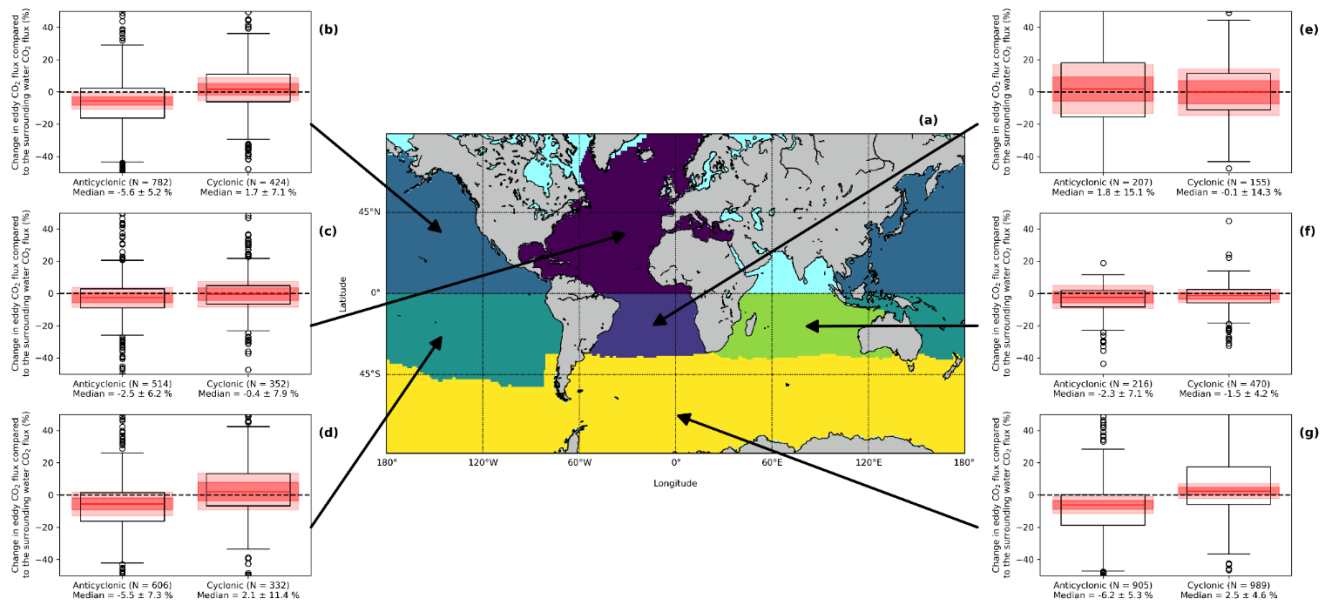 (b)
Change in eddy CO₂ flux compared
to the surrounding water CO₂ flux (%)
40
20
0
−20
−40
Anticyclonic (N = 782)
Median = -5.6 ± 5.2 %
Cyclonic (N = 424)
Median = 1.7 ± 7.1 %
(c)
Change in eddy CO₂ flux compared
to the surrounding water CO₂ flux (%)
40
20
0
−20
−40
Anticyclonic (N = 514)
Median = -2.5 ± 6.2 %
Cyclonic (N = 352)
Median = -0.4 ± 7.9 %
(d)
Change in eddy CO₂ flux compared
to the surrounding water CO₂ flux (%)
40
20
0
−20
−40
Anticyclonic (N = 606)
Median = -5.5 ± 7.3 %
Cyclonic (N = 332)
Median = 2.1 ± 11.4 %
(a)
Latitude
45°N
0°
45°S
180°
120°W
60°W
0°
60°E
120°E
180°
Longitude
(e)
Change in eddy CO₂ flux compared
to the surrounding water CO₂ flux (%)
40
20
0
−20
−40
Anticyclonic (N = 207)
Median = 1.8 ± 15.1 %
Cyclonic (N = 155)
Median = -0.1 ± 14.3 %
(f)
Change in eddy CO₂ flux compared
to the surrounding water CO₂ flux (%)
40
20
0
−20
−40
Anticyclonic (N = 216)
Median = -2.3 ± 7.1 %
Cyclonic (N = 470)
Median = -1.5 ± 4.2 %
(g)
Change in eddy CO₂ flux compared
to the surrounding water CO₂ flux (%)
40
20
0
−20
−40
Anticyclonic (N = 905)
Median = -6.2 ± 5.3 %
Cyclonic (N = 989)
Median = 2.5 ± 4.6 %